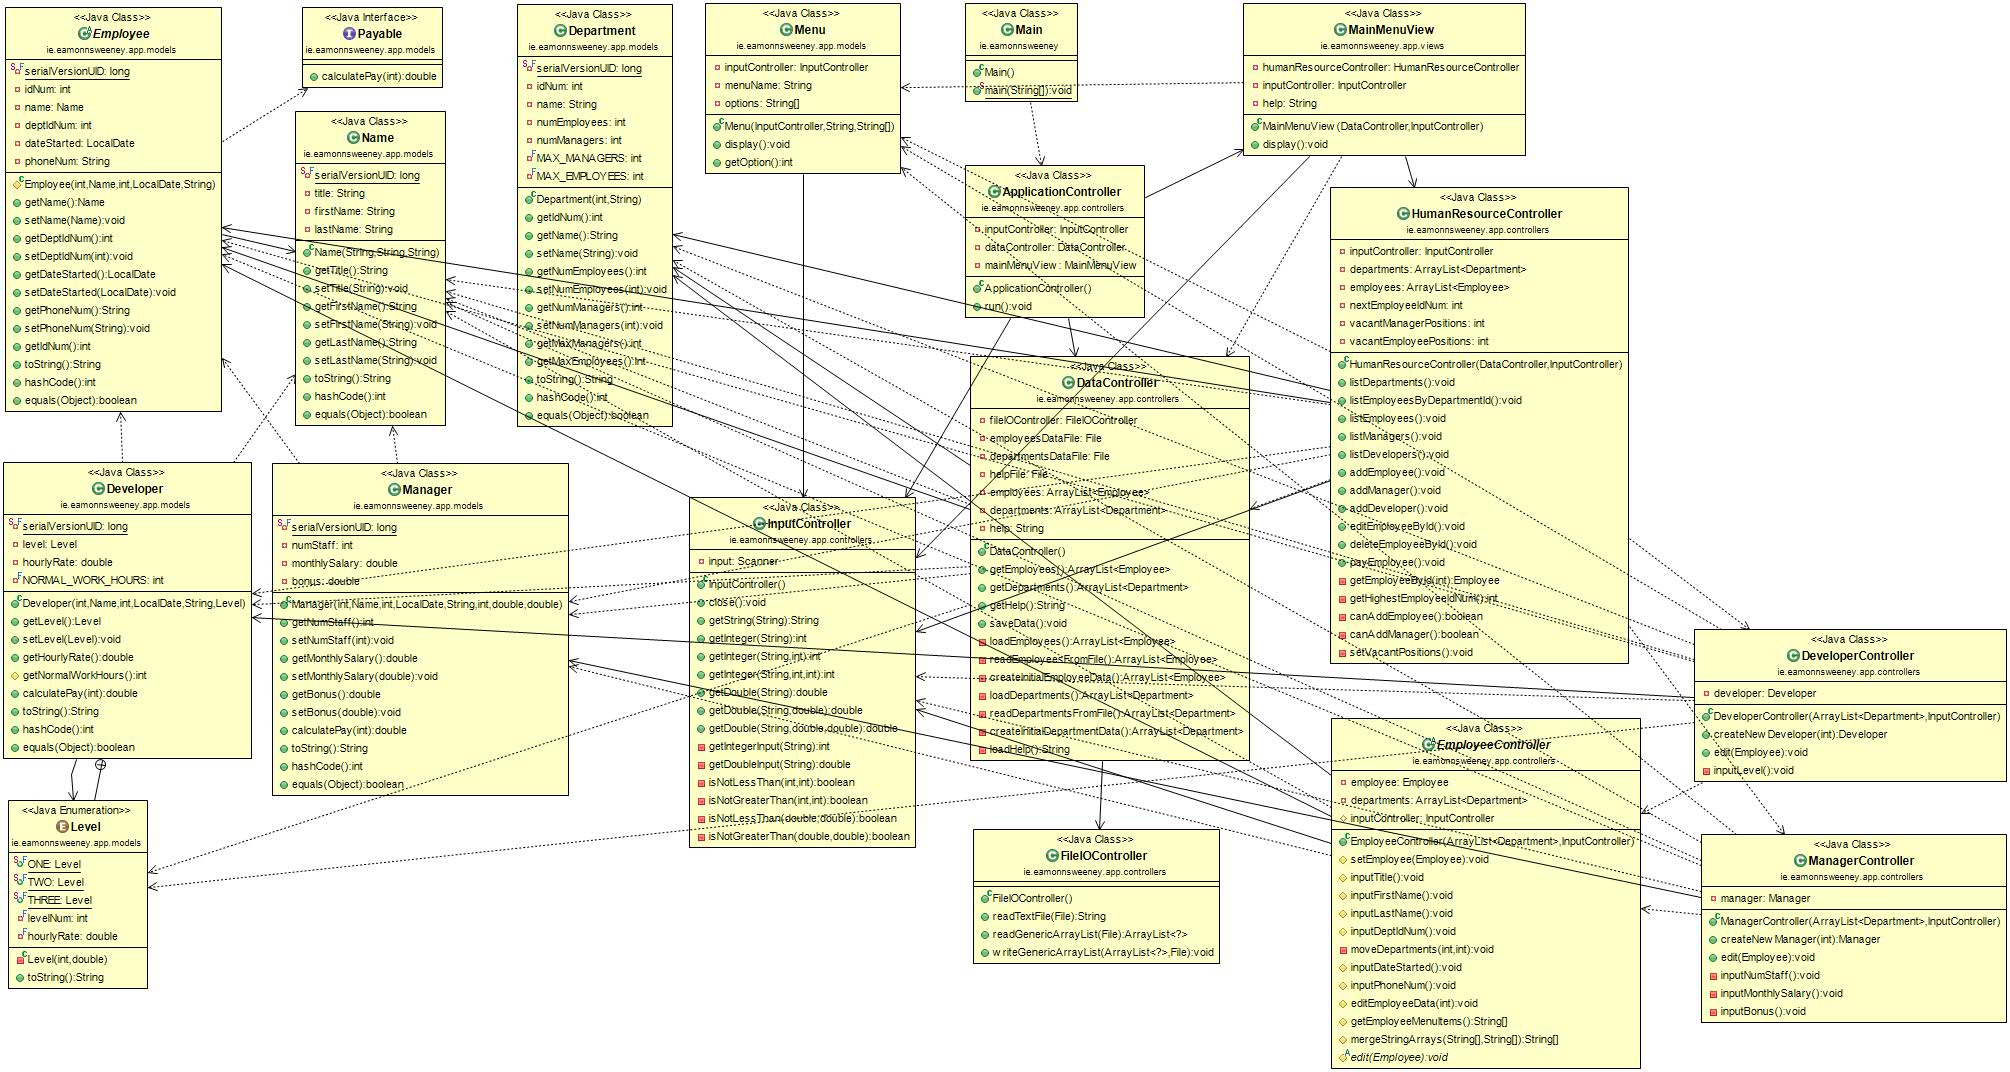 <<Java Class>>
Employee
ie.eamonnsweeney.app.models
serialVersionUID: long
idNum: int
name: Name
deptIdNum: int
dateStarted: LocalDate
phoneNum: String
Employee(int,Name,int,LocalDate,String)
getName():Name
setName(Name):void
getDeptIdNum():int
setDeptIdNum(int):void
getDateStarted():LocalDate
setDateStarted(LocalDate):void
getPhoneNum():String
setPhoneNum(String):void
getIdNum():int
toString():String
hashCode():int
equals(Object):boolean
<<Java Interface>>
Payable
ie.eamonnsweeney.app.models
calculatePay(int):double
<<Java Class>>
Name
ie.eamonnsweeney.app.models
serialVersionUID: long
title: String
firstName: String
lastName: String
Name(String,String,String)
getTitle():String
setTitle(String):void
getFirstName():String
setFirstName(String):void
getLastName():String
setLastName(String):void
toString():String
hashCode():int
equals(Object):boolean
<<Java Class>>
Department
ie.eamonnsweeney.app.models
serialVersionUID: long
idNum: int
name: String
numEmployees: int
numManagers: int
MAX_MANAGERS: int
MAX_EMPLOYEES: int
Department(int,String)
getIdNum():int
getName():String
setName(String):void
getNumEmployees():int
setNumEmployees(int):void
getNumManagers():int
setNumManagers(int):void
getMaxManagers():int
getMaxEmployees():int
toString():String
hashCode():int
equals(Object):boolean
<<Java Class>>
Menu
ie.eamonnsweeney.app.models
inputController: InputController
menuName: String
options: String[]
Menu(InputController,String,String[])
display():void
getOption():int
<<Java Class>>
Main
ie.eamonnsweeney
Main()
main(String[]):void
<<Java Class>>
MainMenuView
ie.eamonnsweeney.app.views
humanResourceController: HumanResourceController
inputController: InputController
help: String
MainMenuView(DataController,InputController)
display():void
<<Java Class>>
ApplicationController
ie.eamonnsweeney.app.controllers
inputController: InputController
dataController: DataController
mainMenuView: MainMenuView
ApplicationController()
run():void
<<Java Class>>
HumanResourceController
ie.eamonnsweeney.app.controllers
inputController: InputController
departments: ArrayList<Department>
employees: ArrayList<Employee>
nextEmployeeIdNum: int
vacantManagerPositions: int
vacantEmployeePositions: int
HumanResourceController(DataController,InputController)
listDepartments():void
listEmployeesByDepartmentId():void
listEmployees():void
listManagers():void
listDevelopers():void
addEmployee():void
addManager():void
addDeveloper():void
editEmployeeById():void
deleteEmployeeById():void
payEmployee():void
getEmployeeById(int):Employee
getHighestEmployeeIdNum():int
canAddEmployee():boolean
canAddManager():boolean
setVacantPositions():void
<<Java Class>>
DataController
ie.eamonnsweeney.app.controllers
fileIOController: FileIOController
employeesDataFile: File
departmentsDataFile: File
helpFile: File
employees: ArrayList<Employee>
departments: ArrayList<Department>
help: String
DataController()
getEmployees():ArrayList<Employee>
getDepartments():ArrayList<Department>
getHelp():String
saveData():void
loadEmployees():ArrayList<Employee>
readEmployeesFromFile():ArrayList<Employee>
createInitialEmployeeData():ArrayList<Employee>
loadDepartments():ArrayList<Department>
readDepartmentsFromFile():ArrayList<Department>
createInitialDepartmentData():ArrayList<Department>
loadHelp():String
<<Java Class>>
Developer
ie.eamonnsweeney.app.models
serialVersionUID: long
level: Level
hourlyRate: double
NORMAL_WORK_HOURS: int
Developer(int,Name,int,LocalDate,String,Level)
getLevel():Level
setLevel(Level):void
getHourlyRate():double
getNormalWorkHours():int
calculatePay(int):double
toString():String
hashCode():int
equals(Object):boolean
<<Java Class>>
Manager
ie.eamonnsweeney.app.models
serialVersionUID: long
numStaff: int
monthlySalary: double
bonus: double
Manager(int,Name,int,LocalDate,String,int,double,double)
getNumStaff():int
setNumStaff(int):void
getMonthlySalary():double
setMonthlySalary(double):void
getBonus():double
setBonus(double):void
calculatePay(int):double
toString():String
hashCode():int
equals(Object):boolean
<<Java Class>>
InputController
ie.eamonnsweeney.app.controllers
input: Scanner
InputController()
close():void
getString(String):String
getInteger(String):int
getInteger(String,int):int
getInteger(String,int,int):int
getDouble(String):double
getDouble(String,double):double
getDouble(String,double,double):double
getIntegerInput(String):int
getDoubleInput(String):double
isNotLessThan(int,int):boolean
isNotGreaterThan(int,int):boolean
isNotLessThan(double,double):boolean
isNotGreaterThan(double,double):boolean
<<Java Class>>
DeveloperController
ie.eamonnsweeney.app.controllers
developer: Developer
DeveloperController(ArrayList<Department>,InputController)
createNewDeveloper(int):Developer
edit(Employee):void
inputLevel():void
<<Java Class>>
EmployeeController
ie.eamonnsweeney.app.controllers
employee: Employee
departments: ArrayList<Department>
inputController: InputController
EmployeeController(ArrayList<Department>,InputController)
setEmployee(Employee):void
inputTitle():void
inputFirstName():void
inputLastName():void
inputDeptIdNum():void
moveDepartments(int,int):void
inputDateStarted():void
inputPhoneNum():void
editEmployeeData(int):void
getEmployeeMenuItems():String[]
mergeStringArrays(String[],String[]):String[]
edit(Employee):void
<<Java Enumeration>>
Level
ie.eamonnsweeney.app.models
ONE: Level
TWO: Level
THREE: Level
levelNum: int
hourlyRate: double
Level(int,double)
toString():String
<<Java Class>>
FileIOController
ie.eamonnsweeney.app.controllers
FileIOController()
readTextFile(File):String
readGenericArrayList(File):ArrayList<?>
writeGenericArrayList(ArrayList<?>,File):void
<<Java Class>>
ManagerController
ie.eamonnsweeney.app.controllers
manager: Manager
ManagerController(ArrayList<Department>,InputController)
createNewManager(int):Manager
edit(Employee):void
inputNumStaff():void
inputMonthlySalary():void
inputBonus():void